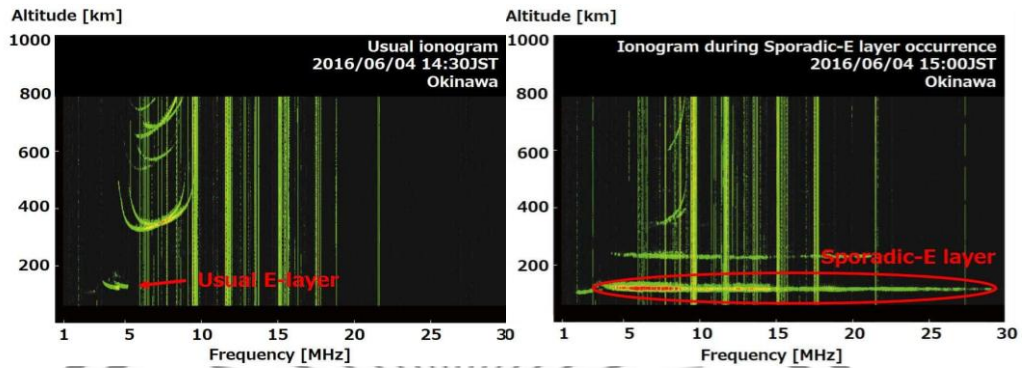 Altitude [km]
1000
800
600
400
200
Usual ionogram
2016/06/04 14:30JST
Okinawa
Usual E-layer
1 5 10 15 20 25 30
Frequency [MHz]
Altitude [km]
1000
800
600
400
200
Ionogram during Sporadic-E layer occurrence
2016/06/04 15:00JST
Okinawa
Sporadic-E layer
1 5 10 15 20 25 30
Frequency [MHz]